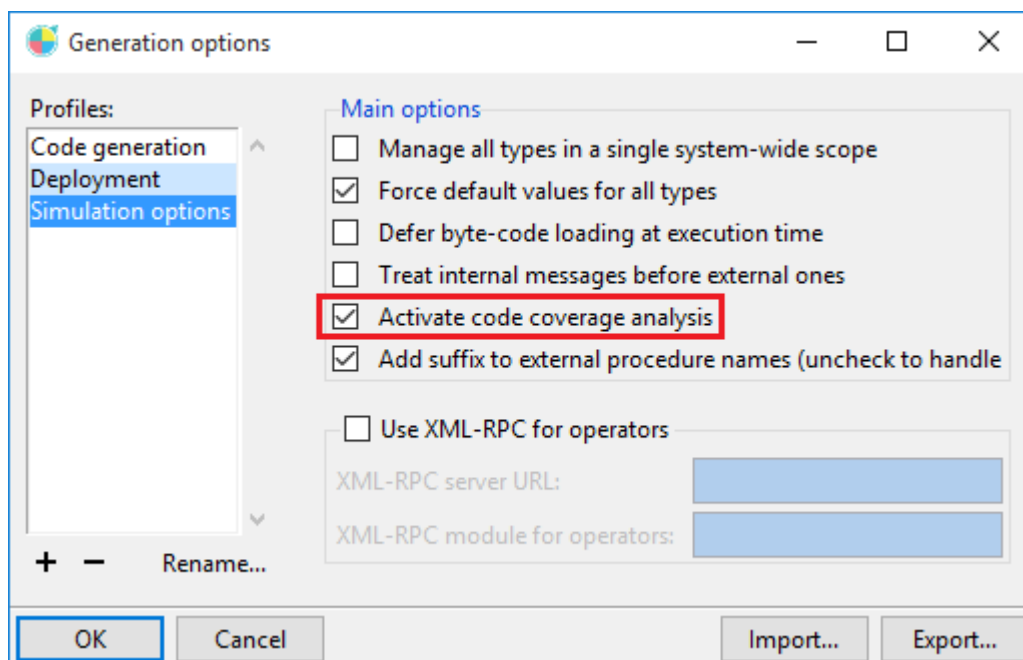 Generation options
Profiles:
Code generation
Deployment
Simulation options
Rename...
Main options
Manage all types in a single system-wide scope
Force default values for all types
Defer byte-code loading at execution time
Treat internal messages before external ones
Activate code coverage analysis
Add suffix to external procedure names (uncheck to handle
Use XML-RPC for operators
XML-RPC server URL:
XML-RPC module for operators:
OK
Cancel
Import...
Export...